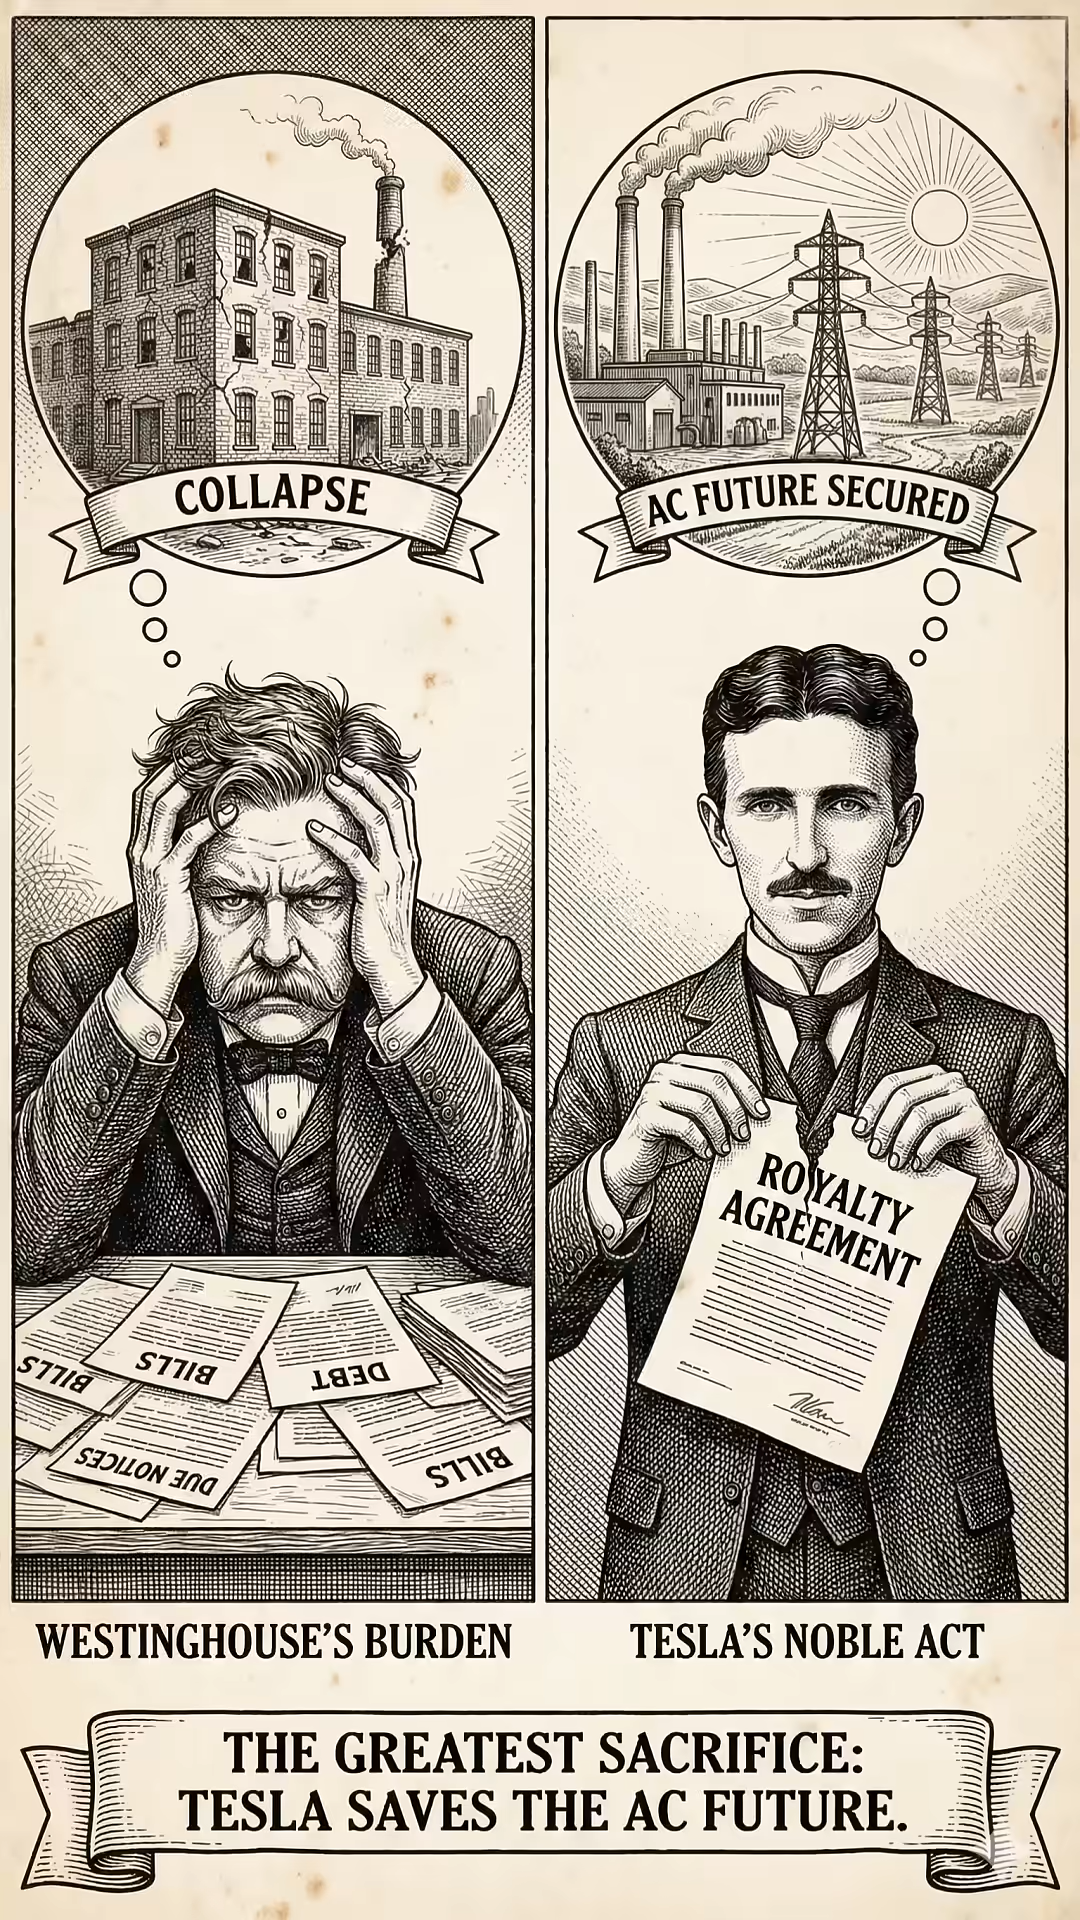 COLLAPSE
AC FUTURE SECURED
BILLS
BILLS
DEBT
DUE NOTICES
BILLS
ROYALTY
AGREEMENT
WESTINGHOUSE'S BURDEN
TESLA'S NOBLE ACT
THE GREATEST SACRIFICE:
TESLA SAVES THE AC FUTURE.